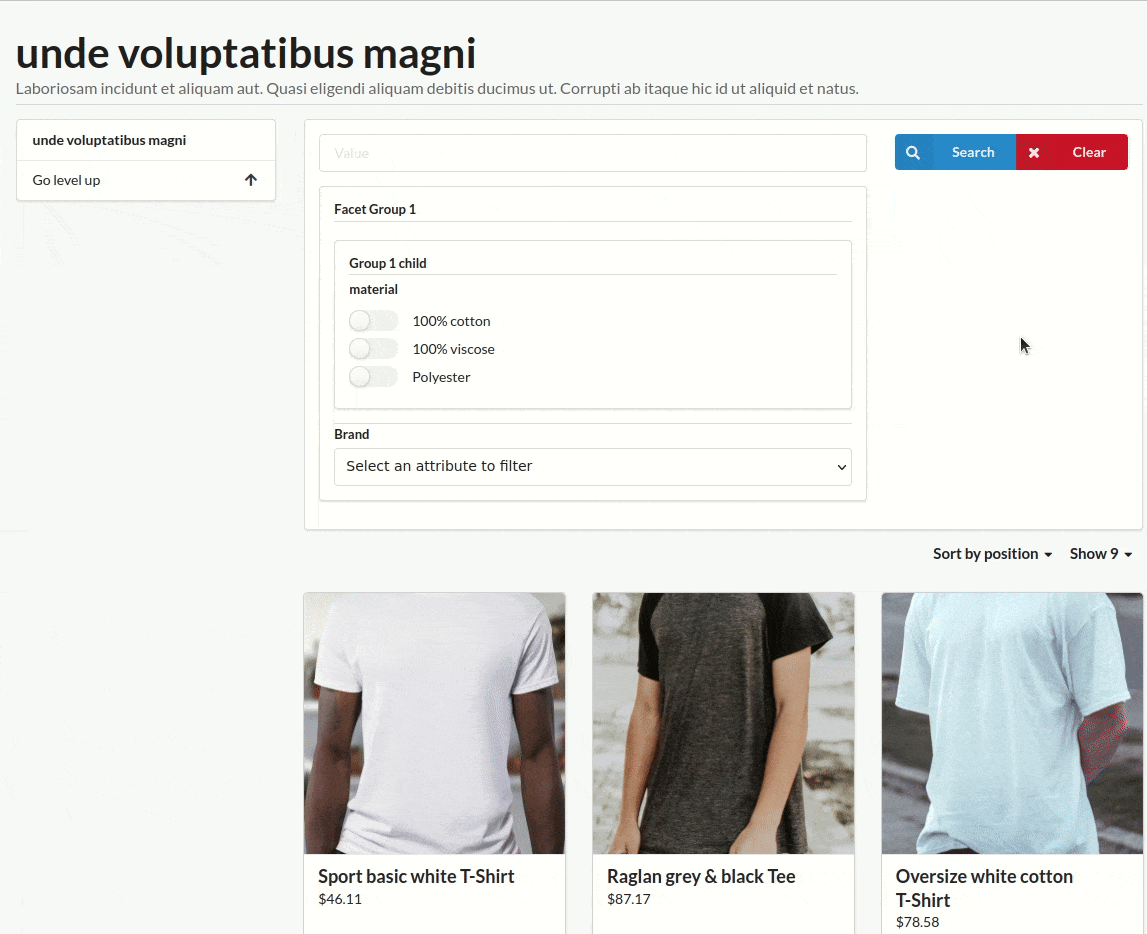 unde voluptatibus magni
Laboriosam incidunt et aliquam aut. Quasi eligendi aliquam debitis ducimus ut. Corrupti ab itaque hic id ut aliquid et natus.
unde voluptatibus magni
Go level up
Value
Search
Clear
Facet Group 1
Group 1 child
material
100% cotton
100% viscose
Polyester
Brand
Select an attribute to filter
Sort by position
Show 9
Sport basic white T-Shirt
$46.11
Raglan grey & black Tee
$87.17
Oversize white cotton
T-Shirt
$78.58